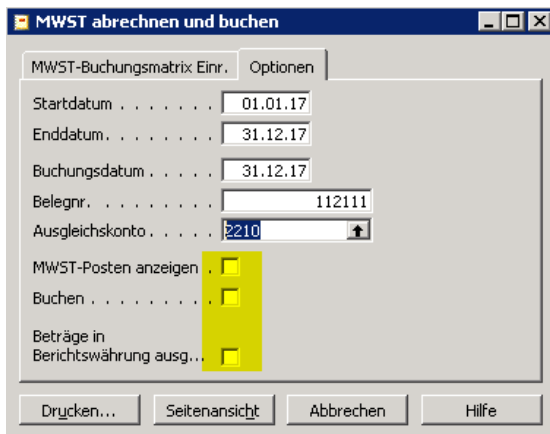 MWST abrechnen und buchen
MWST-Buchungsmatrix Einr. Optionen
Startdatum . . . . . . . 01.01.17
Enddatum. . . . . . . . 31.12.17
Buchungsdatum . . . . . 31.12.17
Belegnr. . . . . . . . . 112111
Ausgleichskonto . . . . . 2210
MWST-Posten anzeigen .
Buchen . . . . . . . . .
Beträge in
Berichtswährung ausg...
Drucken... Seitenansicht Abbrechen Hilfe